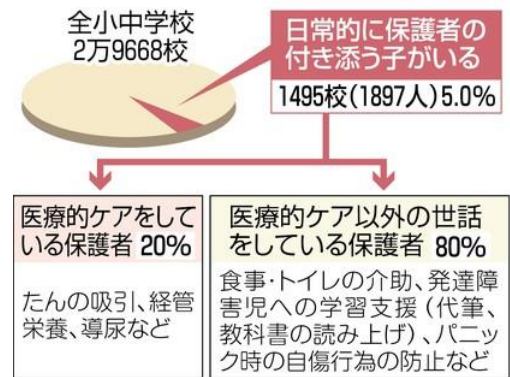 全小中学校
2万9668校
日常的に保護者の
付き添う子がいる
1495校(1897人)5.0%
医療的ケアをして
いる保護者 20%
たんの吸引、経管
栄養、導尿など
医療的ケア以外の世話
をしている保護者 80%
食事・トイレの介助、発達障
害児への学習支援(代筆、
教科書の読み上げ)、パニッ
ク時の自傷行為の防止など